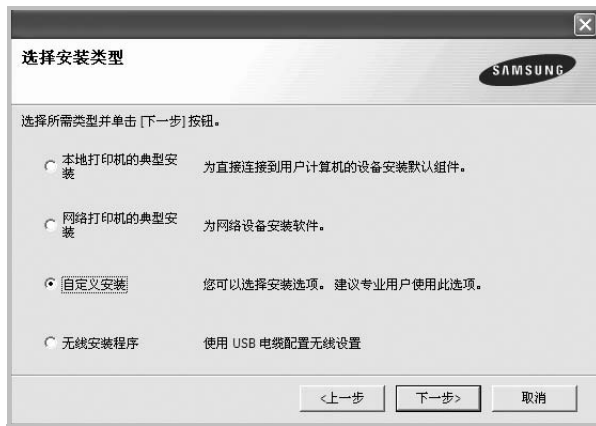 选择安装类型
SAMSUNG
选择所需类型并单击 [下一步] 按钮。
本地打印机的典型安
装
为直接连接到用户计算机的设备安装默认组件。
网络打印机的典型安
装
为网络设备安装软件。
自定义安装
您可以选择安装选项。 建议专业用户使用此选项。
无线安装程序
使用 USB 电缆配置无线设置
<上一步
下一步>
取消